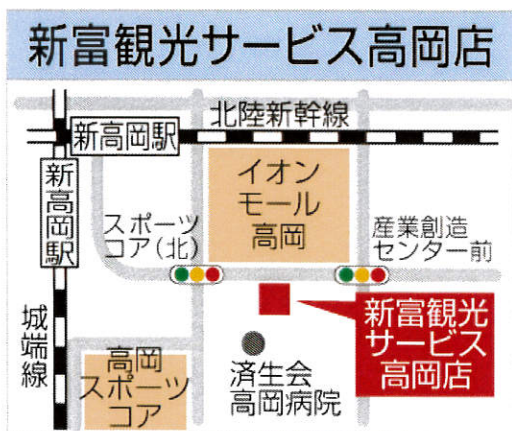 新富観光サービス高岡店
北陸新幹線
新高岡駅
新高岡駅
イオン
モール
高岡
スポーツ
コア(北)
産業創造
センター前
城端線
新富観光
サービス
高岡店
高岡
スポーツ
コア
済生会
高岡病院